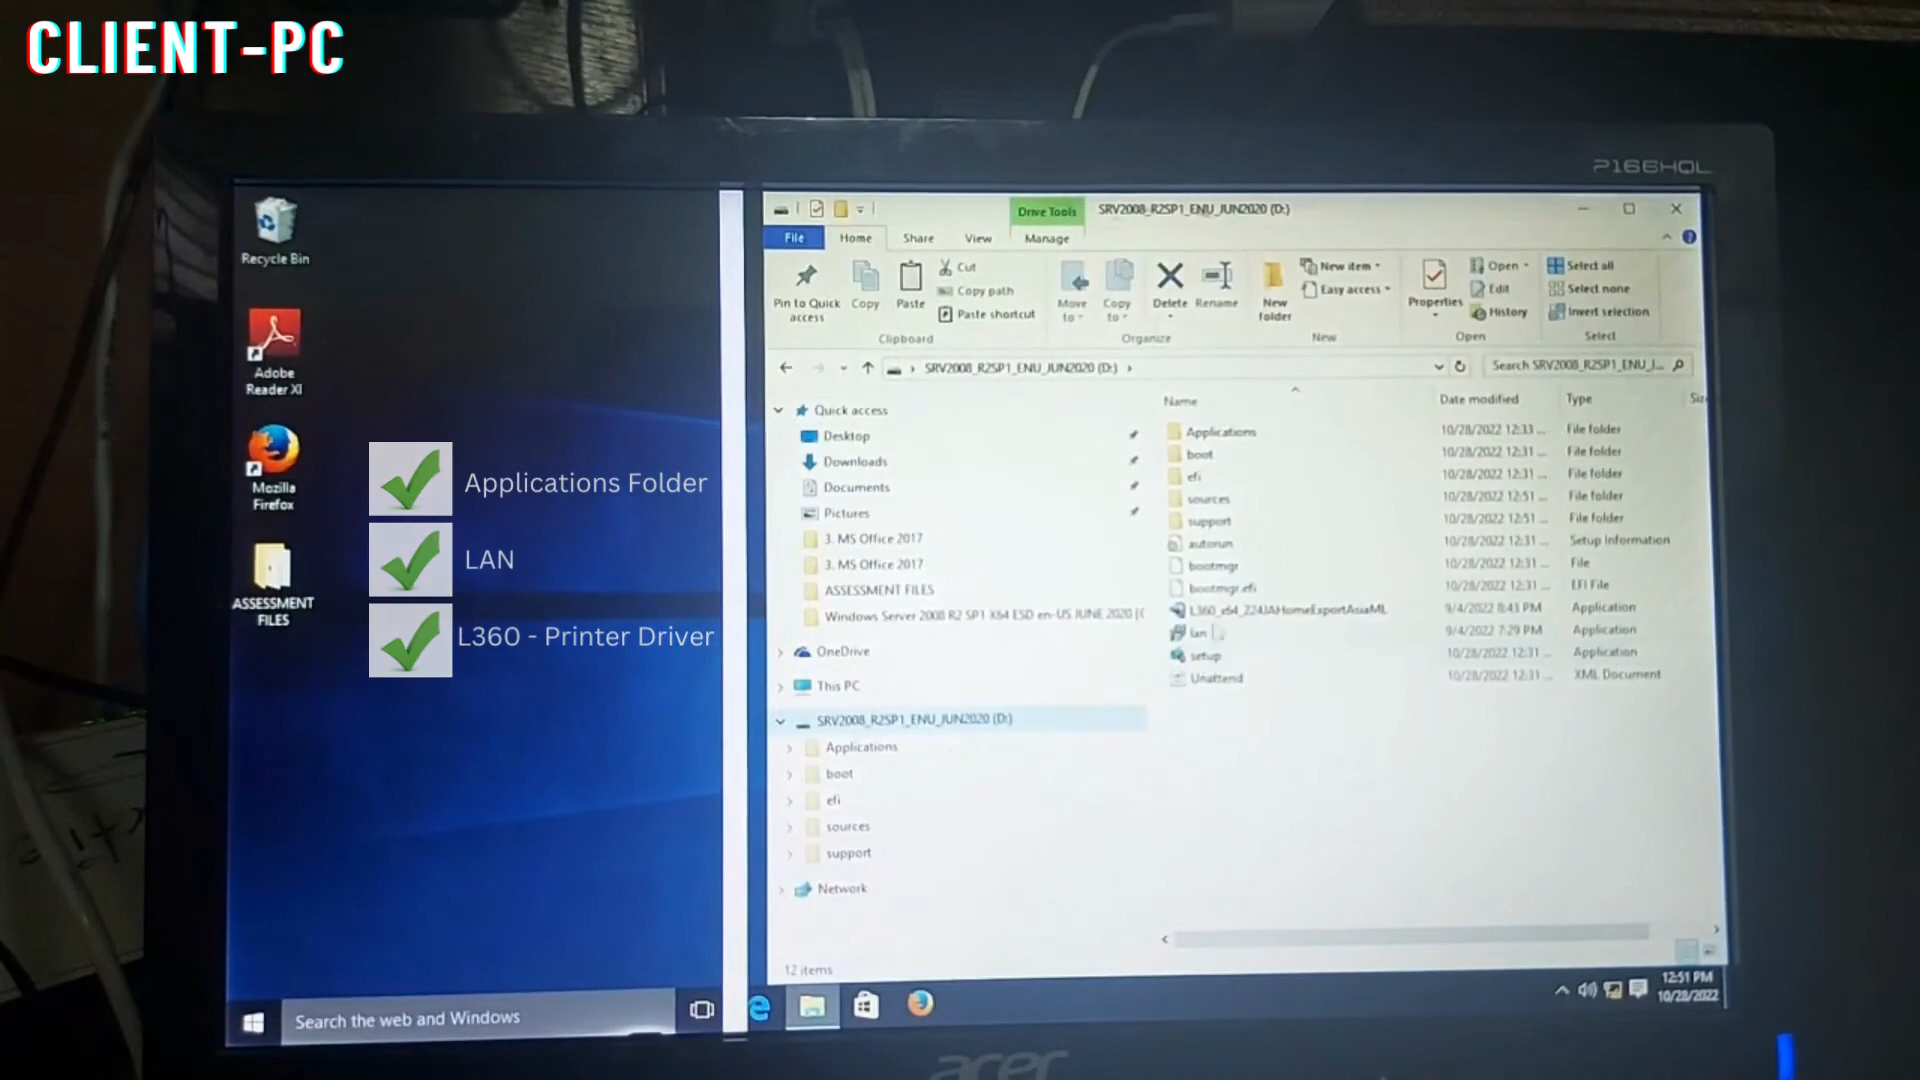 CLIENT-PC
P166HQL
Recycle Bin
Adobe
Reader XI
Mozilla
Firefox
ASSESSMENT
FILES
Applications Folder
LAN
L360 - Printer Driver
Drive Tools
SRV2008_R2SP1_ENU_JUN2020 (D:)
File
Home
Share
View
Manage
Pin to Quick
access
Copy
Paste
Cut
Copy path
Paste shortcut
Clipboard
Move
to
Copy
to
Delete
Rename
Organize
New
folder
New item
Easy access
New
Properties
Open
Edit
History
Open
Select all
Select none
Invert selection
Select
SRV2008_R2SP1_ENU_JUN2020 (D:)
Search SRV2008_R2SP1_ENU_J...
Quick access
Desktop
Downloads
Documents
Pictures
3. MS Office 2017
3. MS Office 2017
ASSESSMENT FILES
Windows Server 2008 R2 SP1 X64 ESD en-US JUNE 2020 (
OneDrive
This PC
SRV2008_R2SP1_ENU_JUN2020 (D:)
Applications
boot
efi
sources
support
Network
Name
Date modified
Type
Applications
10/28/2022 12:33 ...
File folder
boot
10/28/2022 12:31 ...
File folder
efi
10/28/2022 12:31 ...
File folder
sources
10/28/2022 12:51 ...
File folder
support
10/28/2022 12:51 ...
File folder
autorun
10/28/2022 12:31 ...
Setup Information
bootmgr
10/28/2022 12:31 ...
File
bootmgr.efi
10/28/2022 12:31 ...
EFI File
L360_x64_224JAHomeExportAsiaML
9/4/2022 8:43 PM
Application
lan
9/4/2022 7:29 PM
Application
setup
10/28/2022 12:31 ...
Application
Unattend
10/28/2022 12:31 ...
XML Document
12 items
Search the web and Windows
12:51 PM
10/28/2022
acer